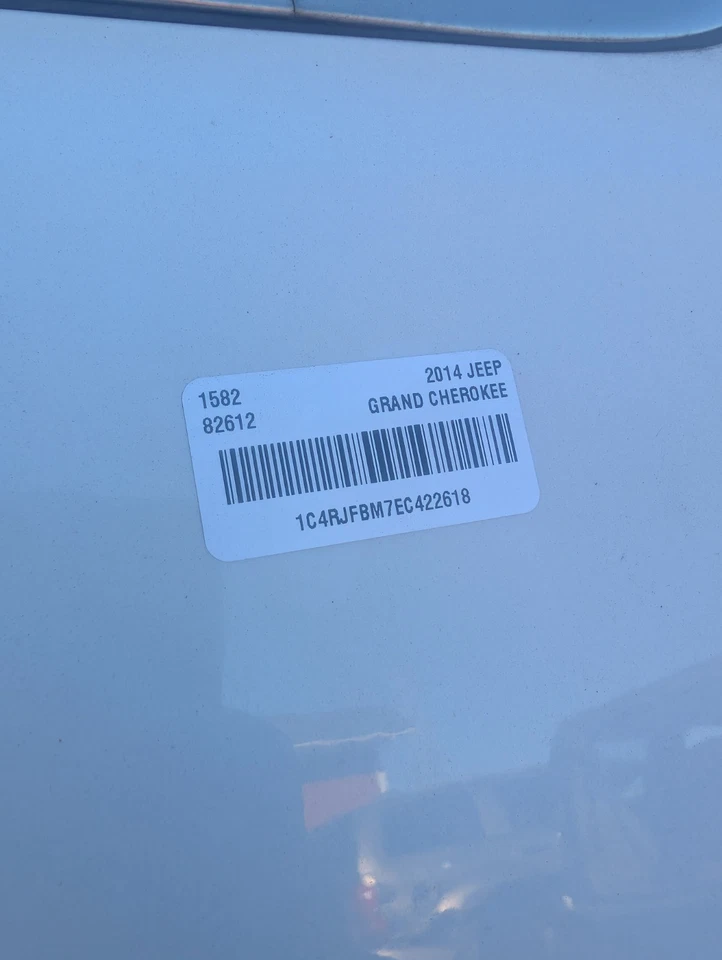 1582
82612
2014 JEEP
GRAND CHEROKEE
1C4RJFBM7EC422618